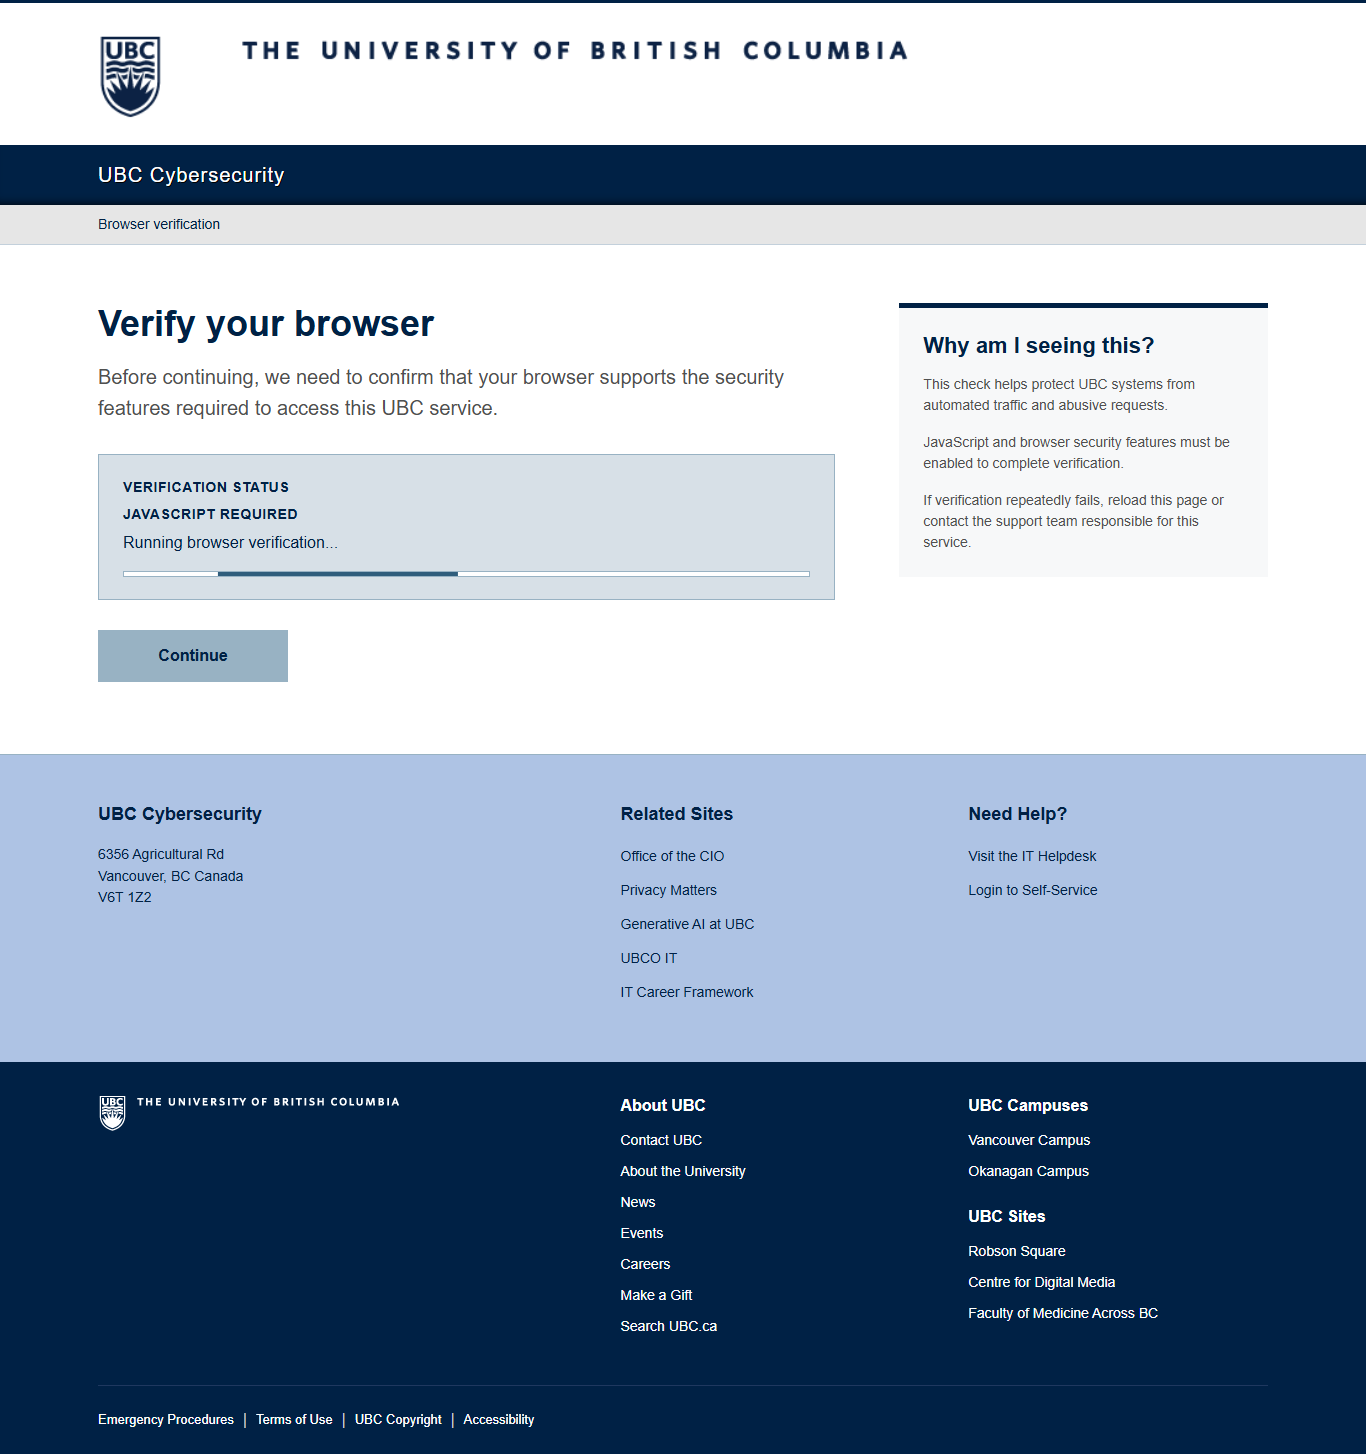 UBC
THE UNIVERSITY OF BRITISH COLUMBIA
UBC Cybersecurity
Browser verification
Verify your browser
Before continuing, we need to confirm that your browser supports the security
features required to access this UBC service.
VERIFICATION STATUS
JAVASCRIPT REQUIRED
Running browser verification...
Continue
Why am I seeing this?
This check helps protect UBC systems from
automated traffic and abusive requests.
JavaScript and browser security features must be
enabled to complete verification.
If verification repeatedly fails, reload this page or
contact the support team responsible for this
service.
UBC Cybersecurity
6356 Agricultural Rd
Vancouver, BC Canada
V6T 1Z2
Related Sites
Office of the CIO
Privacy Matters
Generative AI at UBC
UBCO IT
IT Career Framework
Need Help?
Visit the IT Helpdesk
Login to Self-Service
UBC
THE UNIVERSITY OF BRITISH COLUMBIA
About UBC
Contact UBC
About the University
News
Events
Careers
Make a Gift
Search UBC.ca
UBC Campuses
Vancouver Campus
Okanagan Campus
UBC Sites
Robson Square
Centre for Digital Media
Faculty of Medicine Across BC
Emergency Procedures | Terms of Use | UBC Copyright | Accessibility